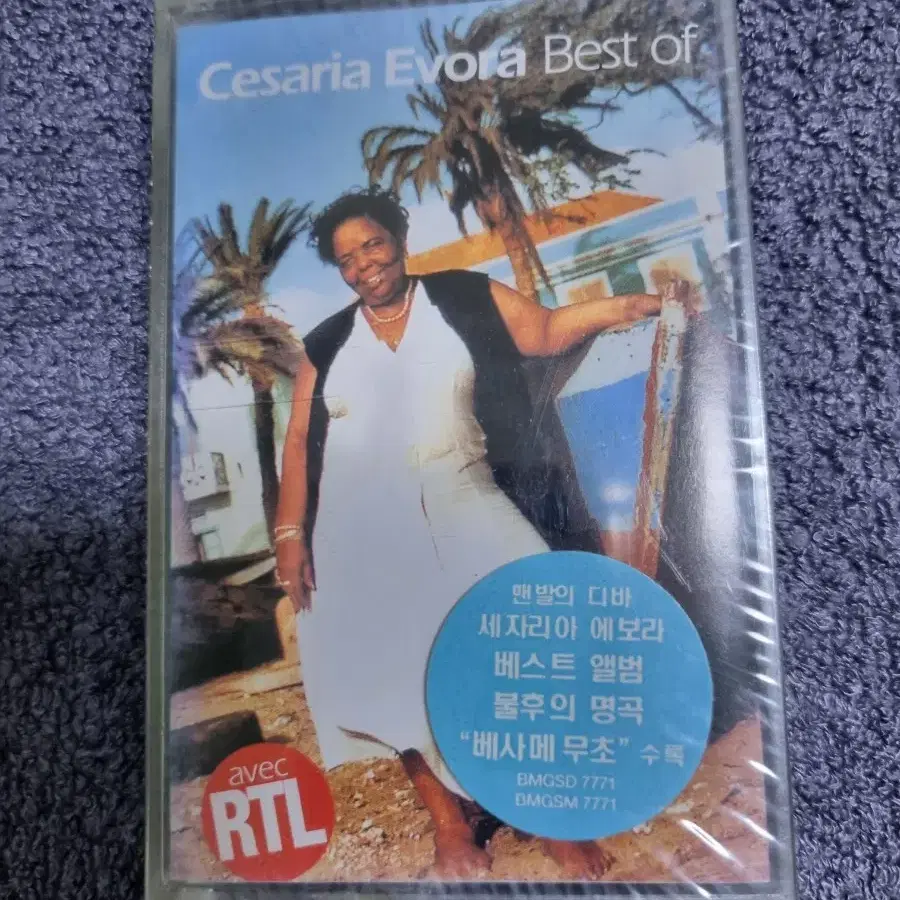 Cesaria Evora Best of
맨발의 디바
세자리아 에보라
베스트 앨범
불후의 명곡
“베사메 무초” 수록
BMGSD 7771
BMGSM 7771
avec
RTL